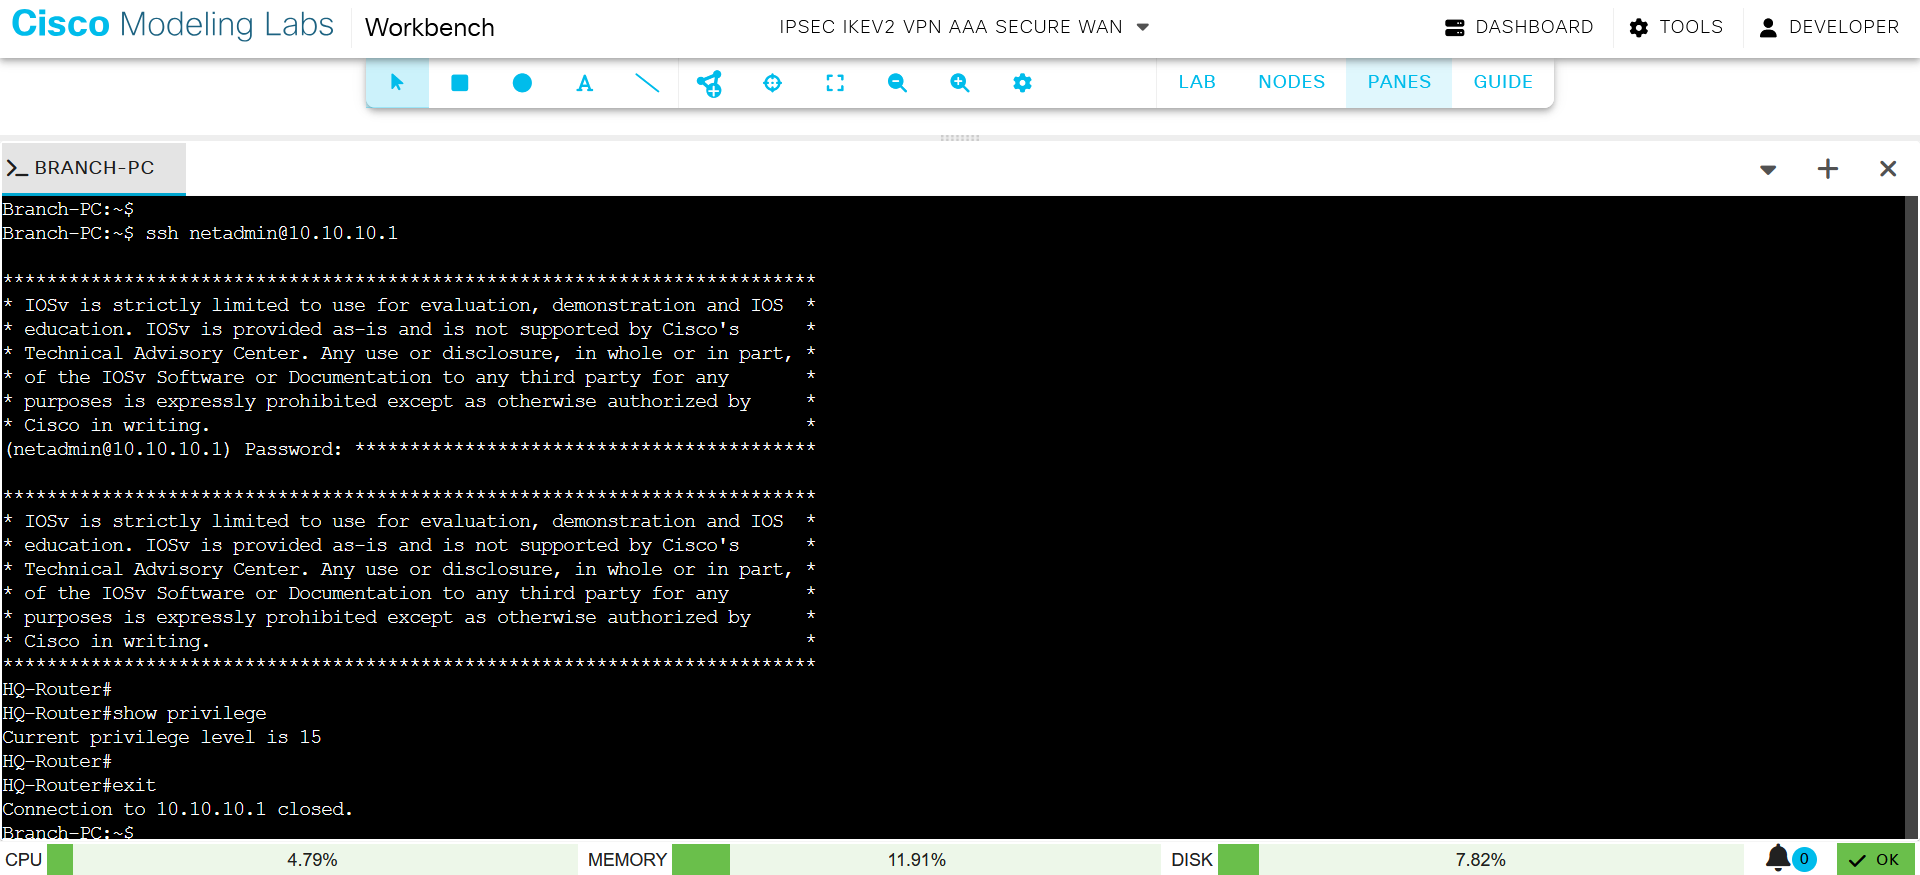 Cisco Modeling Labs Workbench IPSEC IKEV2 VPN AAA SECURE WAN DASHBOARD TOOLS DEVELOPER
A LAB NODES PANES GUIDE
BRANCH-PC
Branch-PC:~$
Branch-PC:~$ ssh netadmin@10.10.10.1
**************************************************************************
* IOSv is strictly limited to use for evaluation, demonstration and IOS  *
* education. IOSv is provided as-is and is not supported by Cisco's      *
* Technical Advisory Center. Any use or disclosure, in whole or in part, *
* of the IOSv Software or Documentation to any third party for any       *
* purposes is expressly prohibited except as otherwise authorized by     *
* Cisco in writing.                                                      *
(netadmin@10.10.10.1) Password: ******************************************
**************************************************************************
* IOSv is strictly limited to use for evaluation, demonstration and IOS  *
* education. IOSv is provided as-is and is not supported by Cisco's      *
* Technical Advisory Center. Any use or disclosure, in whole or in part, *
* of the IOSv Software or Documentation to any third party for any       *
* purposes is expressly prohibited except as otherwise authorized by     *
* Cisco in writing.                                                      *
**************************************************************************
HQ-Router#
HQ-Router#show privilege
Current privilege level is 15
HQ-Router#
HQ-Router#exit
Connection to 10.10.10.1 closed.
Branch-PC:~$
CPU 4.79% MEMORY 11.91% DISK 7.82% 0 OK